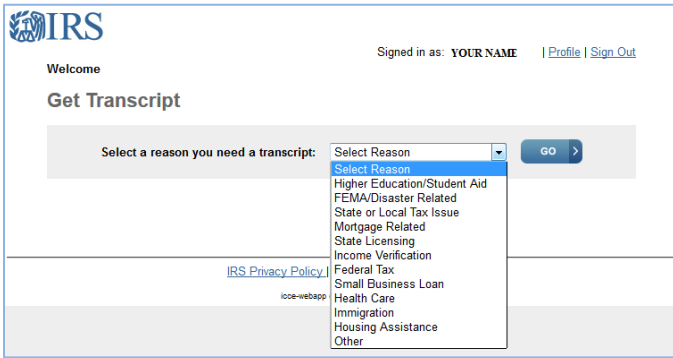 IRS
Signed in as: YOUR NAME | Profile | Sign Out
Welcome
Get Transcript
Select a reason you need a transcript: Select Reason GO >
Select Reason
Higher Education/Student Aid
FEMA/Disaster Related
State or Local Tax Issue
Mortgage Related
State Licensing
Income Verification
IRS Privacy Policy | Federal Tax
Small Business Loan
icce-webapp Health Care
Immigration
Housing Assistance
Other